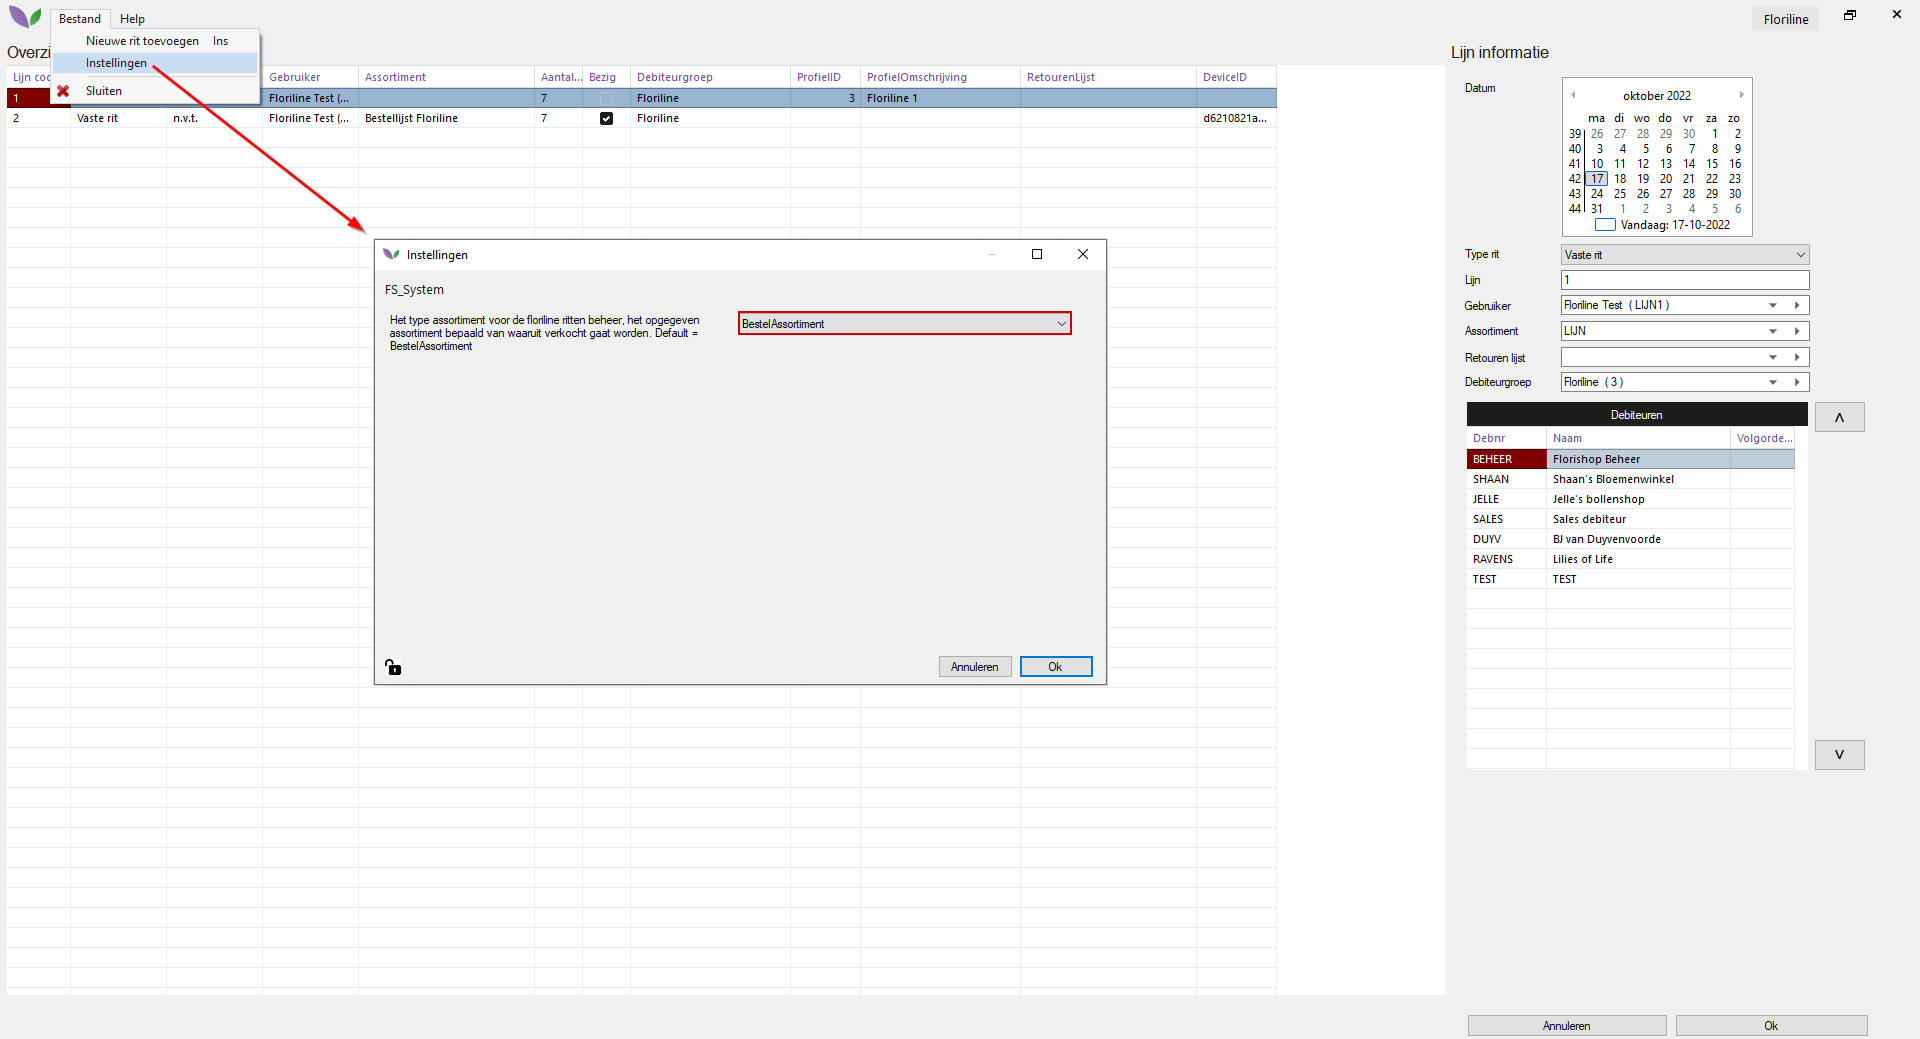 Bestand Help
Floriline
Nieuwe rit toevoegen Ins
Instellingen
Sluiten
Overzi
Lijn informatie
Lijn coc Gebruiker Assortiment Aantal... Bezig Debiteurgroep ProfielID ProfielOmschrijving RetourenLijst DeviceID
1 Floriline Test (... 7 Floriline 3 Floriline 1
2 Vaste rit n.v.t. Floriline Test (... Bestellijst Floriline 7 Floriline d6210821a...
Instellingen
FS_System
Het type assortiment voor de floriline ritten beheer, het opgegeven
assortiment bepaald van waaruit verkocht gaat worden. Default =
BestelAssortiment
BestelAssortiment
Annuleren Ok
Datum
oktober 2022
ma di wo do vr za zo
39 26 27 28 29 30 1 2
40 3 4 5 6 7 8 9
41 10 11 12 13 14 15 16
42 17 18 19 20 21 22 23
43 24 25 26 27 28 29 30
44 31 1 2 3 4 5 6
Vandaag: 17-10-2022
Type rit Vaste rit
Lijn 1
Gebruiker Floriline Test ( LIJN1 )
Assortiment LIJN
Retouren lijst
Debiteurgroep Floriline ( 3 )
Debiteuren
Debnr Naam Volgorde...
BEHEER Florishop Beheer
SHAAN Shaan's Bloemenwinkel
JELLE Jelle's bollenshop
SALES Sales debiteur
DUYV BJ van Duyvenvoorde
RAVENS Lilies of Life
TEST TEST
Annuleren Ok